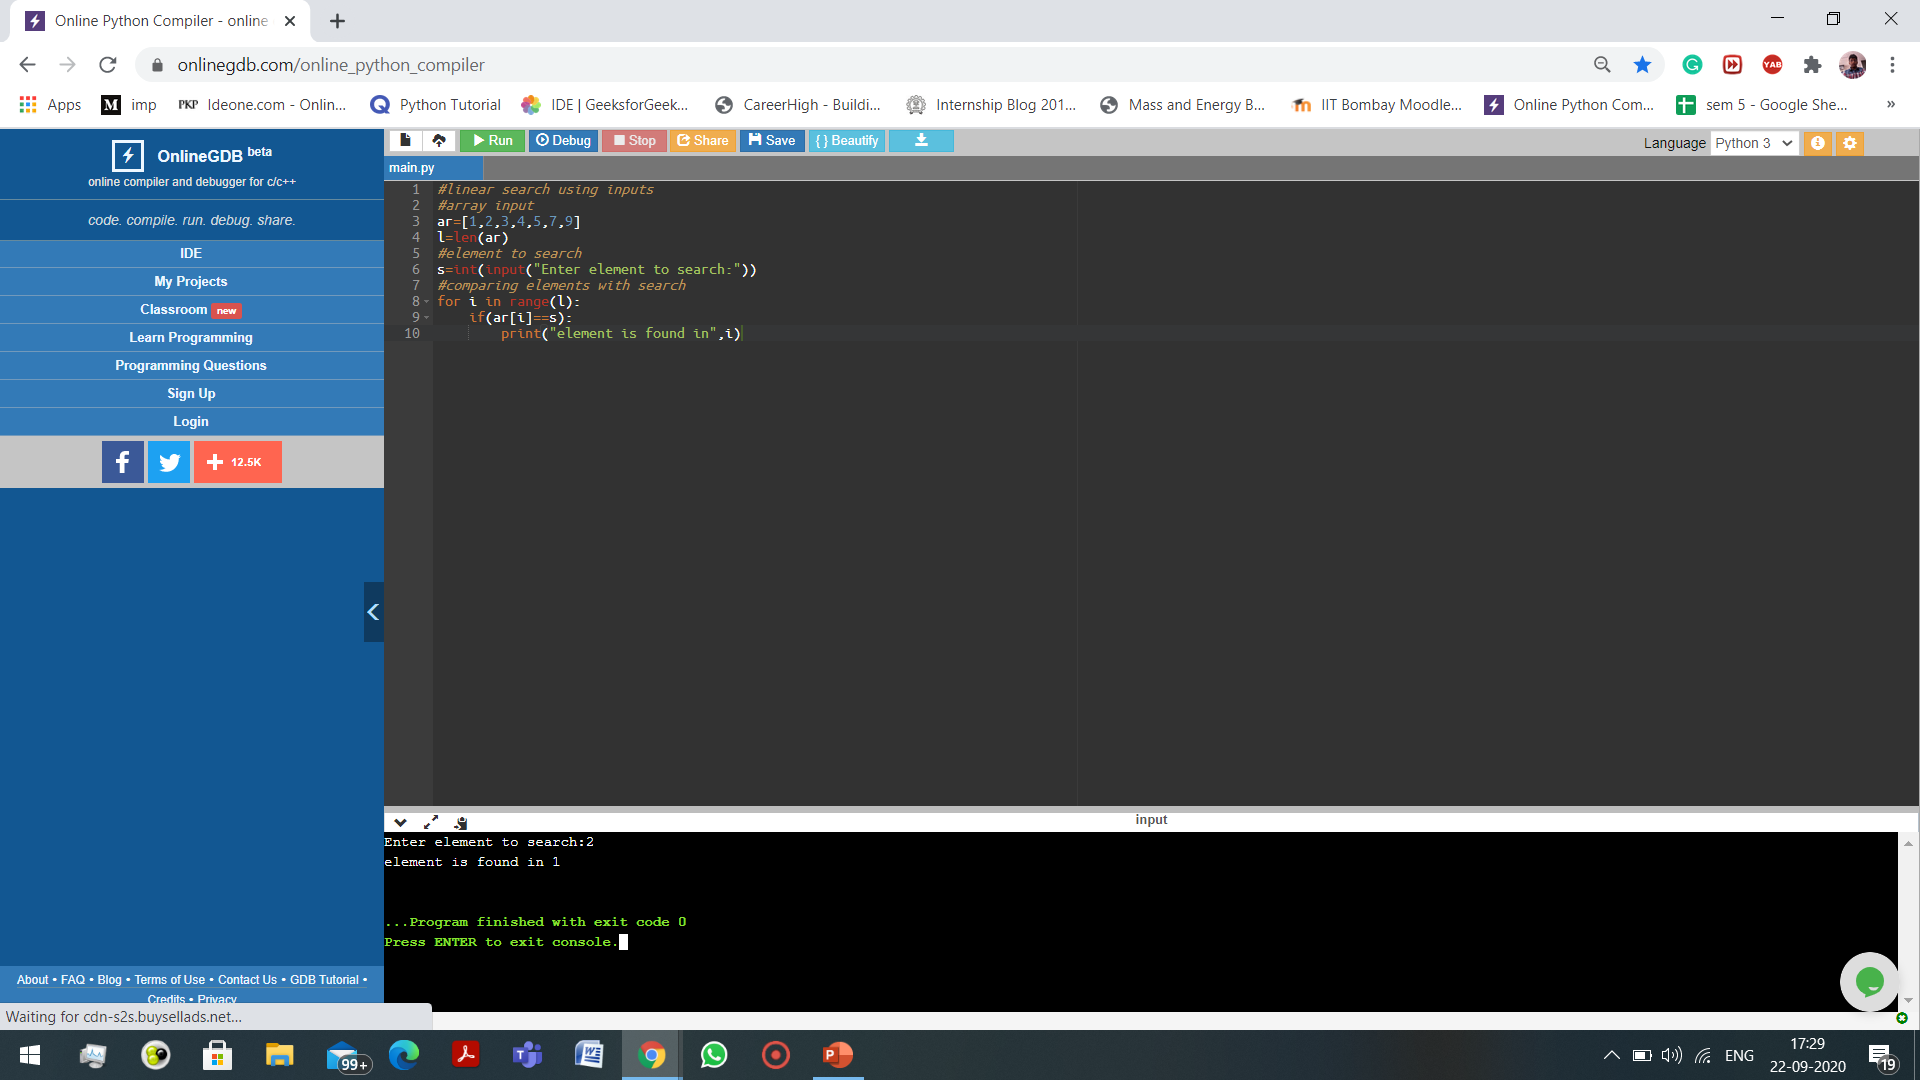 Online Python Compiler - online
onlinegdb.com/online_python_compiler
YAB
Apps
M imp
PKP Ideone.com - Onlin...
Python Tutorial
IDE | GeeksforGeek...
CareerHigh - Buildi...
Internship Blog 201...
Mass and Energy B...
IIT Bombay Moodle...
Online Python Com...
sem 5 - Google She...
»
OnlineGDB beta
online compiler and debugger for c/c++
code. compile. run. debug. share.
IDE
My Projects
Classroom new
Learn Programming
Programming Questions
Sign Up
Login
12.5K
About • FAQ • Blog • Terms of Use • Contact Us • GDB Tutorial •
Credits • Privacy
Waiting for cdn-s2s.buysellads.net...
Run Debug Stop Share Save { } Beautify
Language Python 3
main.py
1 #linear search using inputs
2 #array input
3 ar=[1,2,3,4,5,7,9]
4 l=len(ar)
5 #element to search
6 s=int(input("Enter element to search:"))
7 #comparing elements with search
8 for i in range(l):
9 if(ar[i]==s):
10 print("element is found in",i)
input
Enter element to search:2
element is found in 1
...Program finished with exit code 0
Press ENTER to exit console.
99+
ENG
17:29
22-09-2020
19